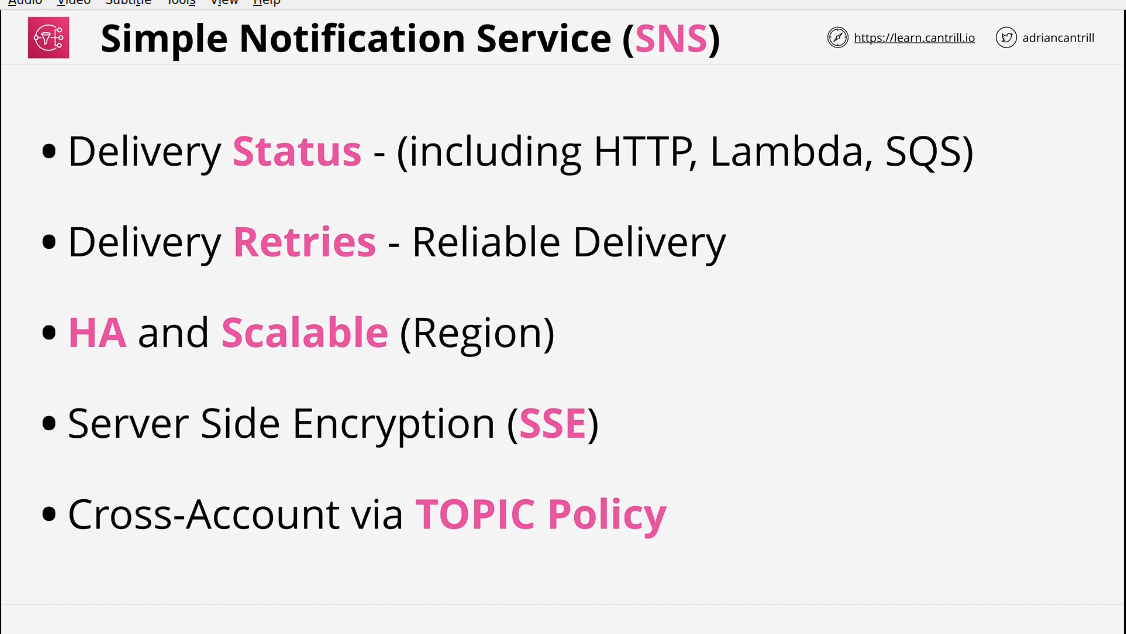 Audio Video Subtitle Tools View Help
Simple Notification Service (SNS)
https://learn.cantrill.io
adriancantrill
• Delivery Status - (including HTTP, Lambda, SQS)
• Delivery Retries - Reliable Delivery
• HA and Scalable (Region)
• Server Side Encryption (SSE)
• Cross-Account via TOPIC Policy